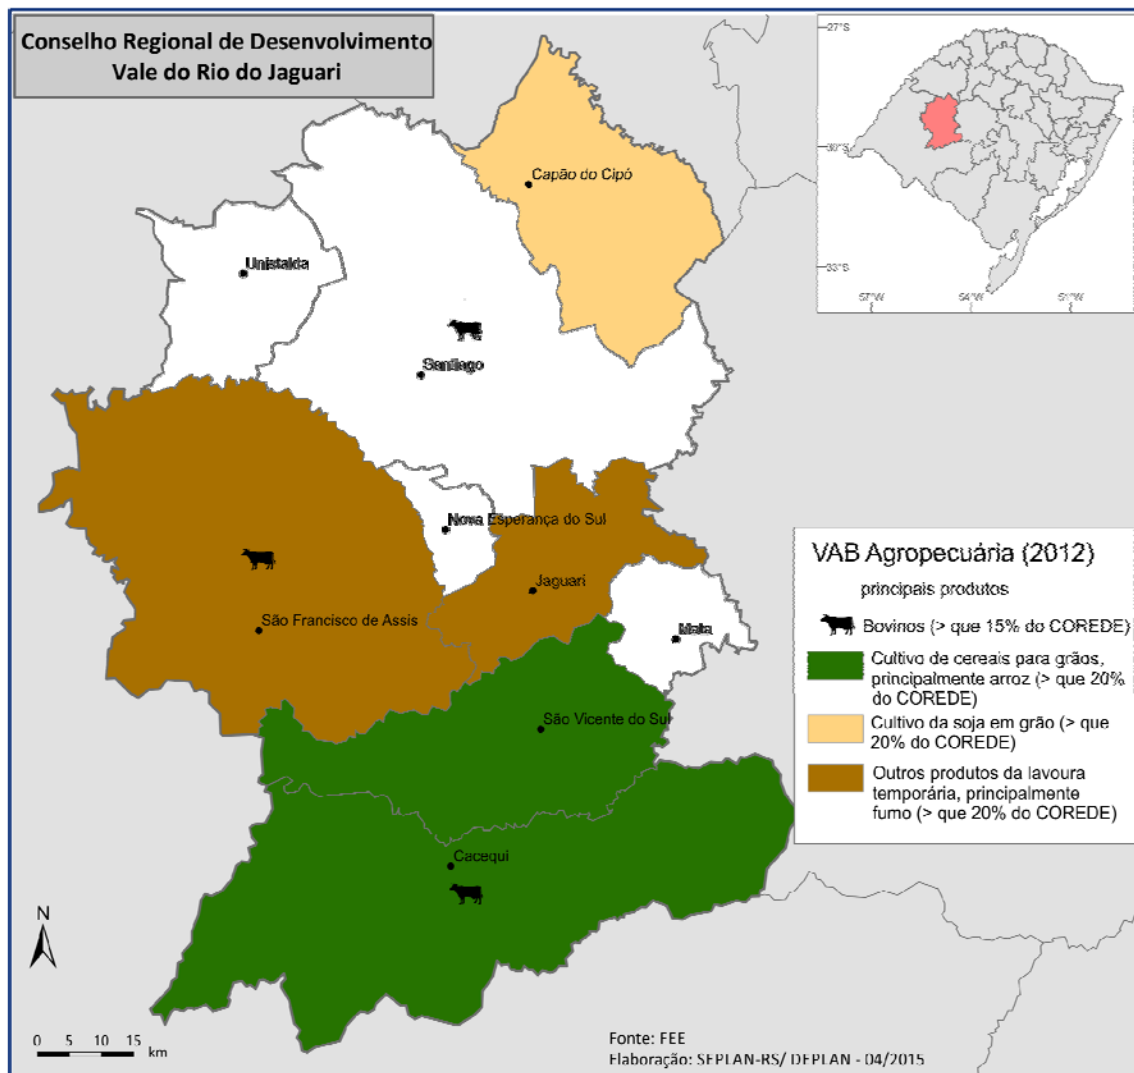 Conselho Regional de Desenvolvimento
Vale do Rio do Jaguari
27°S
30°S
33°S
57°W
54°W
51°W
Capão do Cipó
Unistalda
Santiago
Nova Esperança do Sul
Jaguari
São Francisco de Assis
Mata
São Vicente do Sul
Cacequi
VAB Agropecuária (2012)
principais produtos
Bovinos (> que 15% do COREDE)
Cultivo de cereais para grãos,
principalmente arroz (> que 20%
do COREDE)
Cultivo da soja em grão (> que
20% do COREDE)
Outros produtos da lavoura
temporária, principalmente
fumo (> que 20% do COREDE)
N
0 5 10 15
km
Fonte: FEE
Elaboração: SEPLAN-RS/ DEPLAN - 04/2015